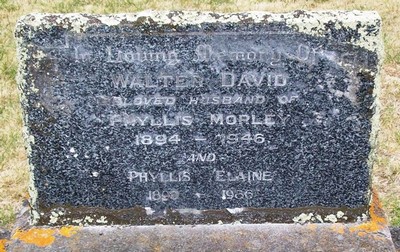 In Loving Memory Of
WALTER DAVID
BELOVED HUSBAND OF
PHYLLIS MORLEY
1894 - 1946
AND
PHYLLIS ELAINE
- 1966